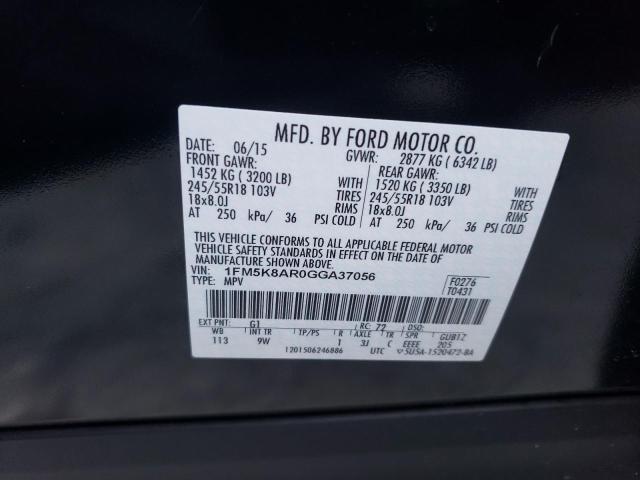 MFD. BY FORD MOTOR CO.
DATE: 06/15 GVWR: 2877 KG ( 6342 LB)
FRONT GAWR: REAR GAWR:
1452 KG ( 3200 LB) WITH 1520 KG ( 3350 LB) WITH
245/55R18 103V TIRES 245/55R18 103V TIRES
18x8.0J RIMS 18x8.0J RIMS
AT 250 kPa/ 36 PSI COLD AT 250 kPa/ 36 PSI COLD
THIS VEHICLE CONFORMS TO ALL APPLICABLE FEDERAL MOTOR
VEHICLE SAFETY STANDARDS IN EFFECT ON THE DATE OF
MANUFACTURE SHOWN ABOVE.
VIN: 1FM5K8AR0GGA37056 F0276
TYPE: MPV T0431
EXT PNT: G1 RC: 72 DSO:
WB INT TR TP/PS R AXLE TR SPR GUB12
113 9W 1 3J C EEEE 205
1201506246886 UTC 5U5A-1520472-BA